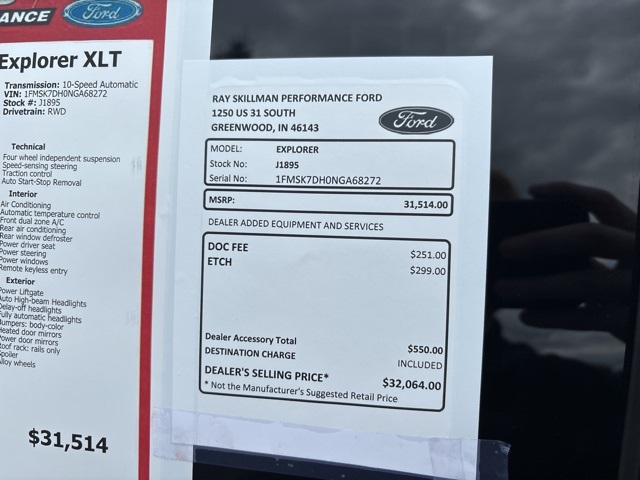 ANCE
Ford
Explorer XLT
Transmission: 10-Speed Automatic
VIN: 1FMSK7DH0NGA68272
Stock #: J1895
Drivetrain: RWD
Technical
Four wheel independent suspension
Speed-sensing steering
Traction control
Auto Start-Stop Removal
Interior
Air Conditioning
Automatic temperature control
Front dual zone A/C
Rear air conditioning
Rear window defroster
Power driver seat
Power steering
Power windows
Remote keyless entry
Exterior
Power Liftgate
Auto High-beam Headlights
Delay-off headlights
Fully automatic headlights
Bumpers: body-color
Heated door mirrors
Power door mirrors
Roof rack: rails only
Spoiler
Alloy wheels
$31,514
RAY SKILLMAN PERFORMANCE FORD
1250 US 31 SOUTH
GREENWOOD, IN 46143
Ford
MODEL: EXPLORER
Stock No: J1895
Serial No: 1FMSK7DH0NGA68272
MSRP: 31,514.00
DEALER ADDED EQUIPMENT AND SERVICES
DOC FEE $251.00
ETCH $299.00
Dealer Accessory Total $550.00
DESTINATION CHARGE INCLUDED
DEALER'S SELLING PRICE* $32,064.00
* Not the Manufacturer's Suggested Retail Price